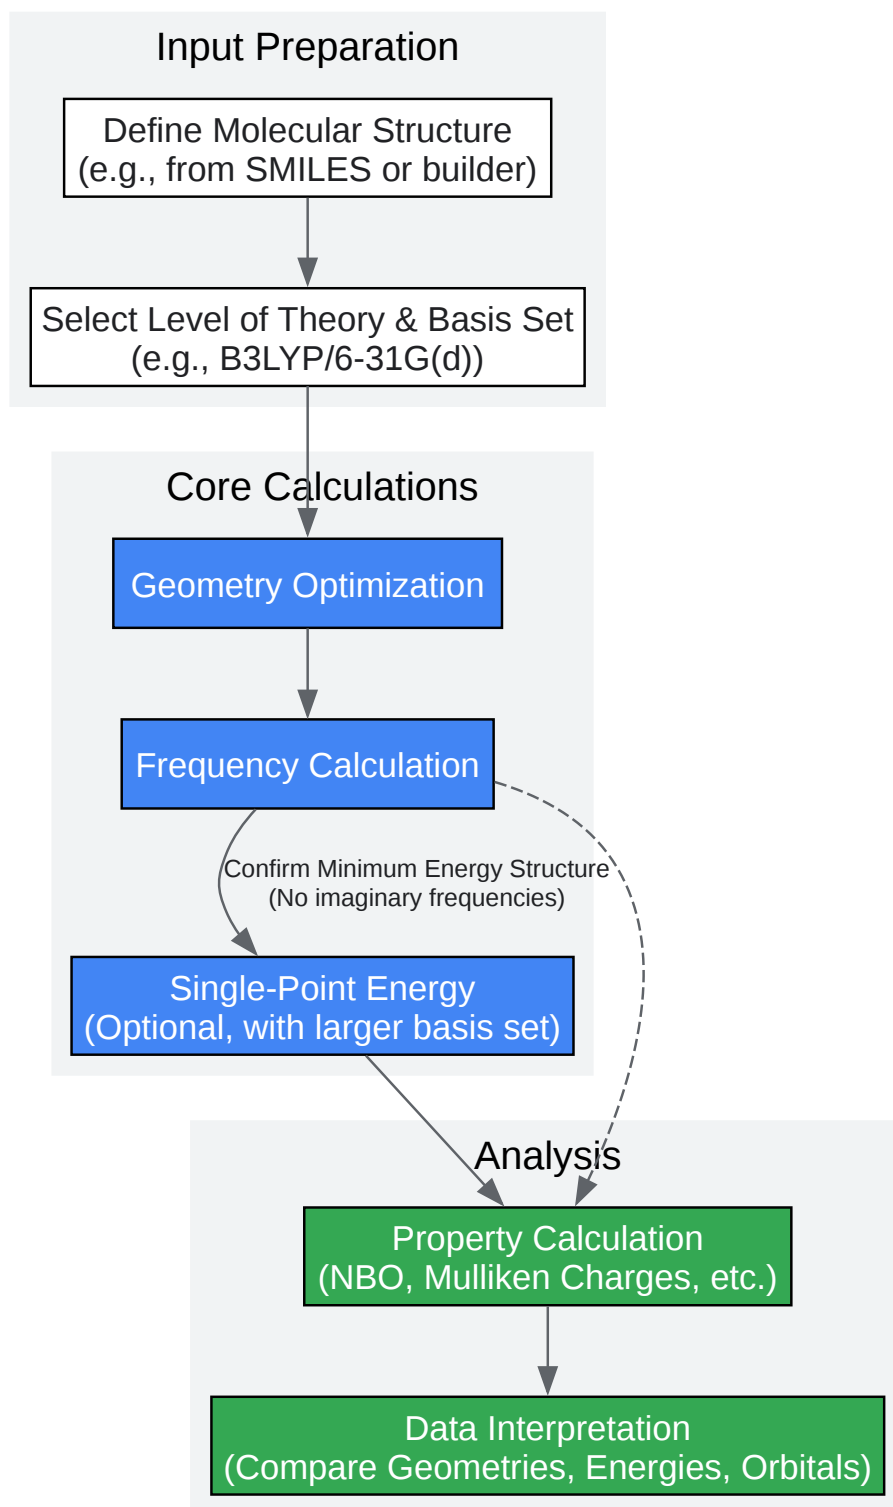 Input Preparation
Define Molecular Structure
(e.g., from SMILES or builder)
Select Level of Theory & Basis Set
(e.g., B3LYP/6-31G(d))
Core Calculations
Geometry Optimization
Frequency Calculation
Confirm Minimum Energy Structure
(No imaginary frequencies)
Single-Point Energy
(Optional, with larger basis set)
Analysis
Property Calculation
(NBO, Mulliken Charges, etc.)
Data Interpretation
(Compare Geometries, Energies, Orbitals)